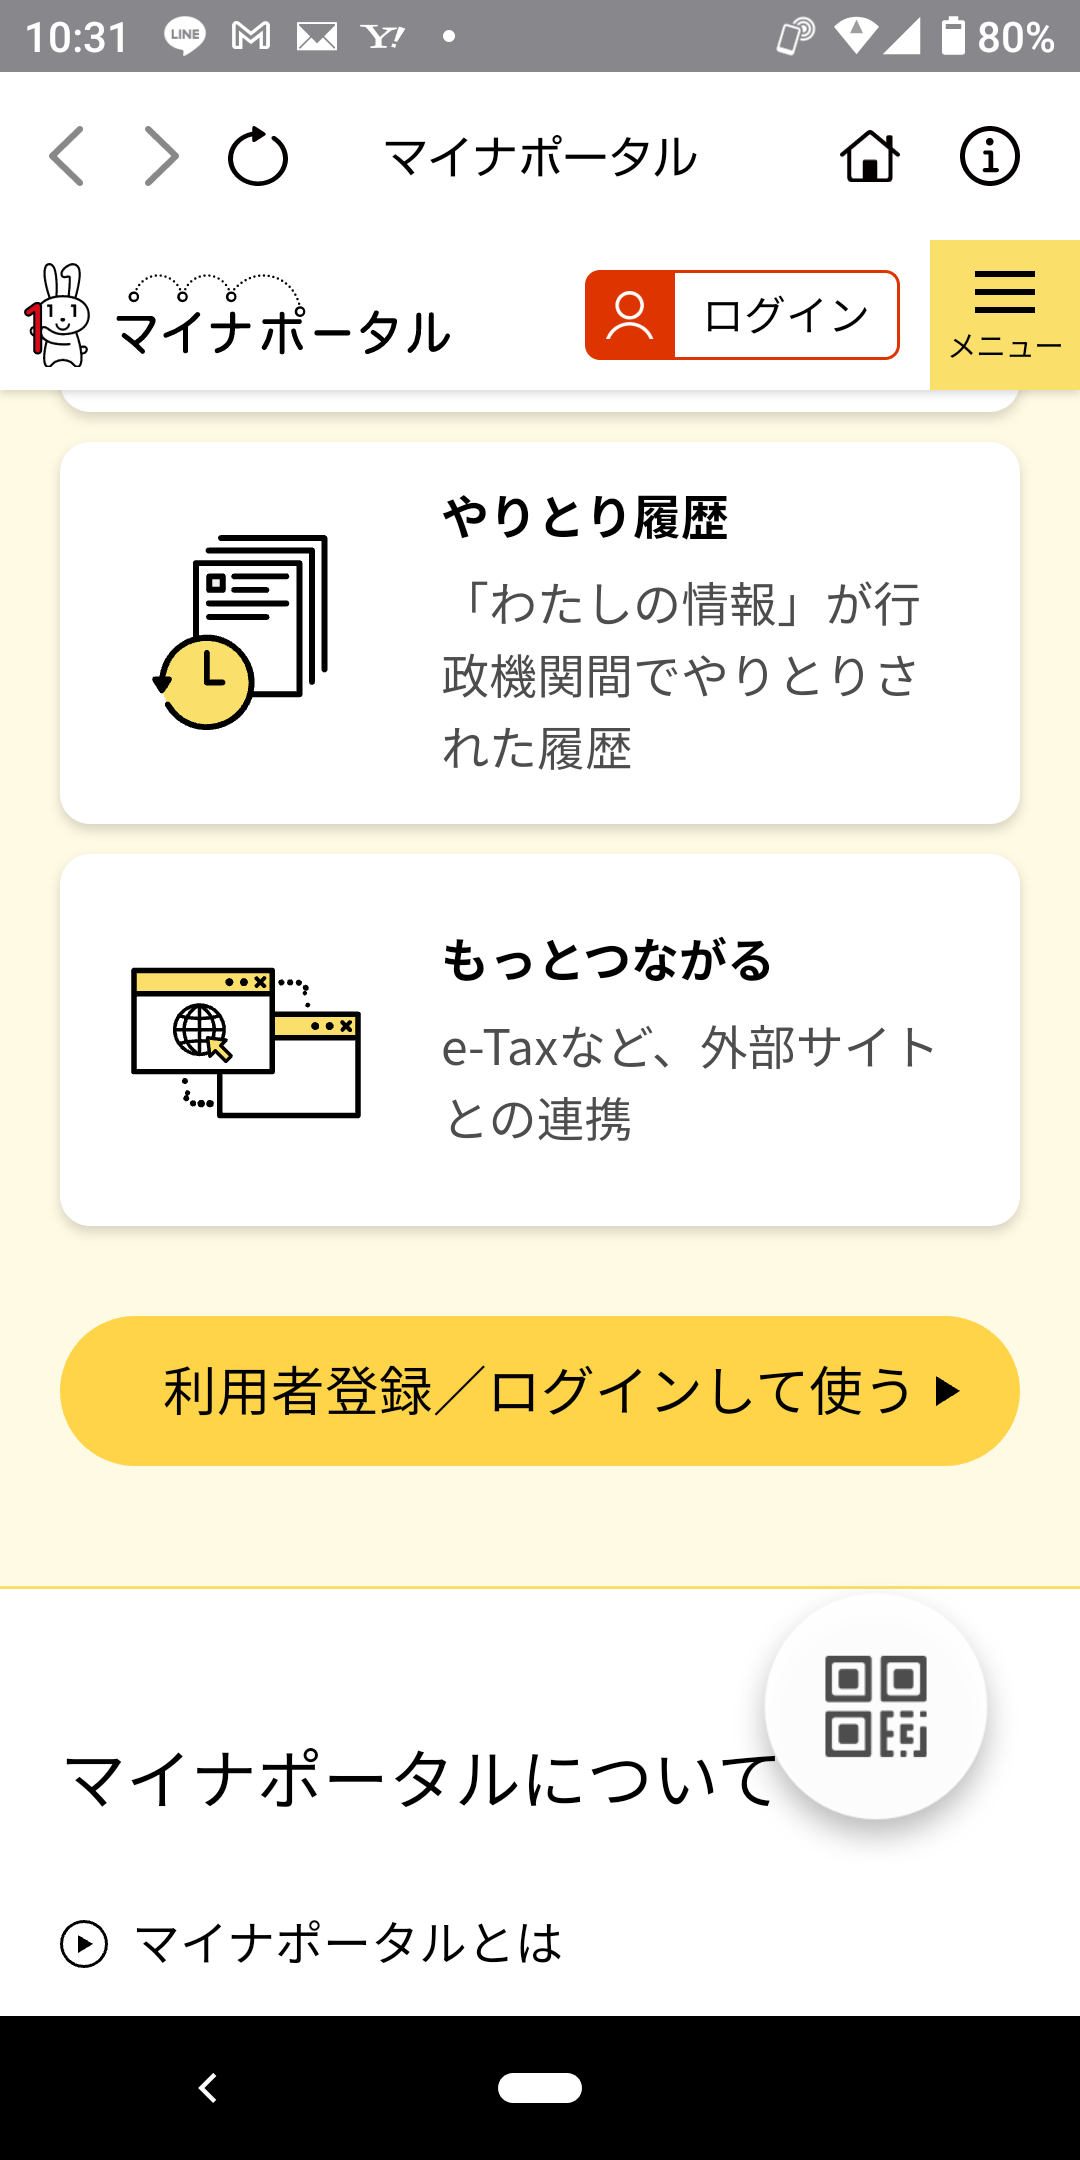 10:31 LINE Y! 80%
マイナポータル
マイナポータル
ログイン
メニュー
やりとり履歴
「わたしの情報」が行
政機関間でやりとりさ
れた履歴
もっとつながる
e-Taxなど、外部サイト
との連携
利用者登録／ログインして使う
マイナポータルについて
マイナポータルとは